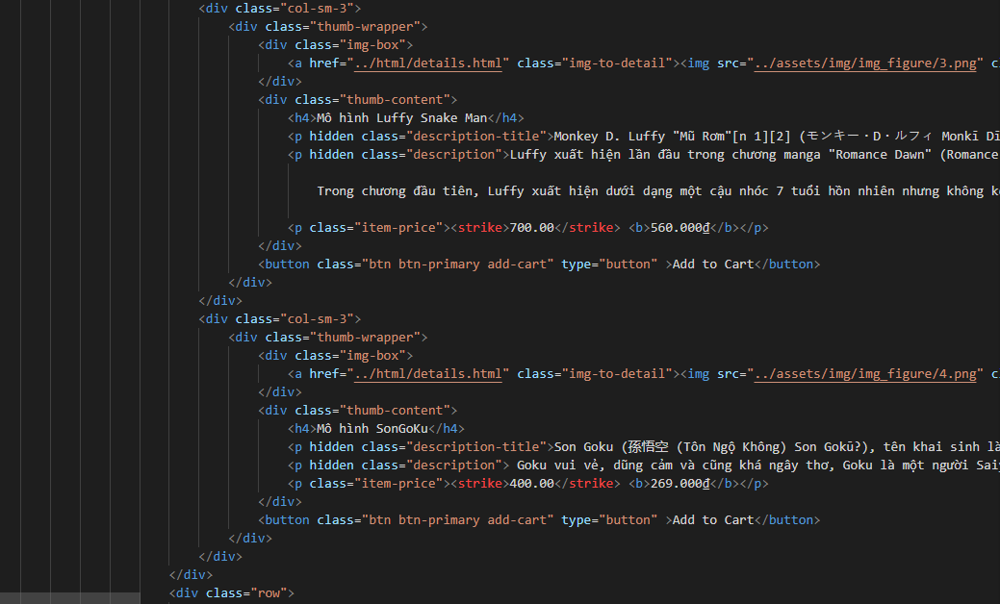 <div class="col-sm-3">
<div class="thumb-wrapper">
<div class="img-box">
<a href="../html/details.html" class="img-to-detail"><img src="../assets/img/img_figure/3.png"
</div>
<div class="thumb-content">
<h4>Mô hình Luffy Snake Man</h4>
<p hidden class="description-title">Monkey D. Luffy "Mũ Rơm"[n 1][2] (モンキー・D・ルフィ Monkī
<p hidden class="description">Luffy xuất hiện lần đầu trong chương manga "Romance Dawn" (Romance
Trong chương đầu tiên, Luffy xuất hiện dưới dạng một cậu nhóc 7 tuổi hồn nhiên nhưng không
<p class="item-price"><strike>700.00</strike> <b>560.000₫</b></p>
</div>
<button class="btn btn-primary add-cart" type="button" >Add to Cart</button>
</div>
</div>
<div class="col-sm-3">
<div class="thumb-wrapper">
<div class="img-box">
<a href="../html/details.html" class="img-to-detail"><img src="../assets/img/img_figure/4.png"
</div>
<div class="thumb-content">
<h4>Mô hình SonGoKu</h4>
<p hidden class="description-title">Son Goku (孫悟空 (Tôn Ngộ Không) Son Gokū?), tên khai sinh là
<p hidden class="description"> Goku vui vẻ, dũng cảm và cũng khá ngây thơ, Goku là một người
<p class="item-price"><strike>400.00</strike> <b>269.000₫</b></p>
</div>
<button class="btn btn-primary add-cart" type="button" >Add to Cart</button>
</div>
</div>
</div>
<div class="row">